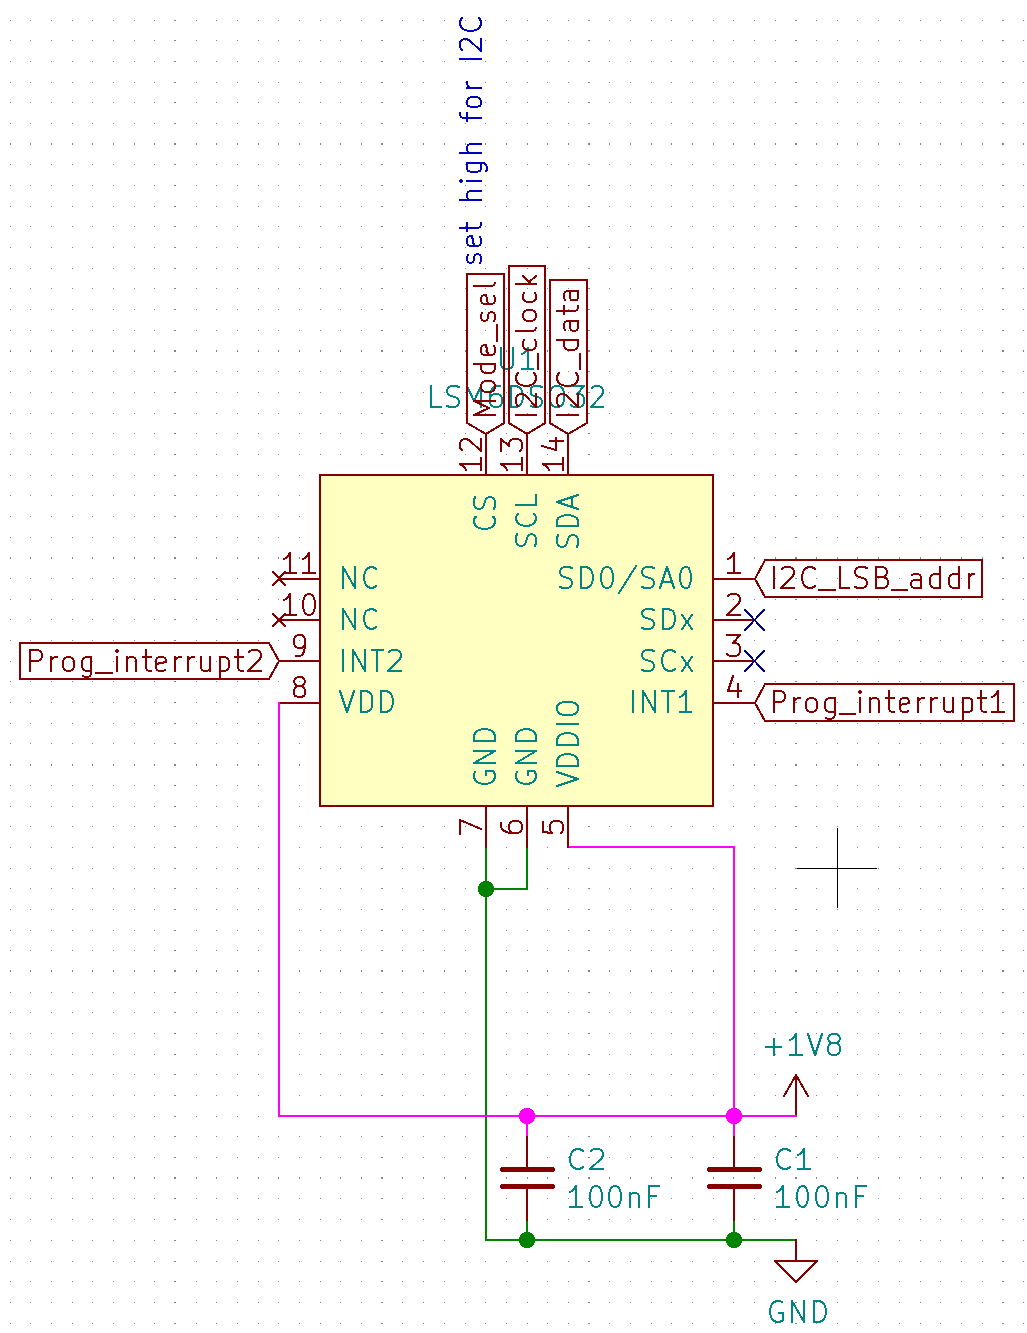 set high for I2C
Mode_sel
I2C_clock
I2C_data
U1
LSM6DSO32
12
13
14
CS
SCL
SDA
11
NC
10
NC
Prog_interrupt2
9
INT2
8
VDD
SD0/SA0
1
I2C_LSB_addr
SDx
2
SCx
3
INT1
4
Prog_interrupt1
GND
GND
VDDIO
7
6
5
+1V8
C2
100nF
C1
100nF
GND